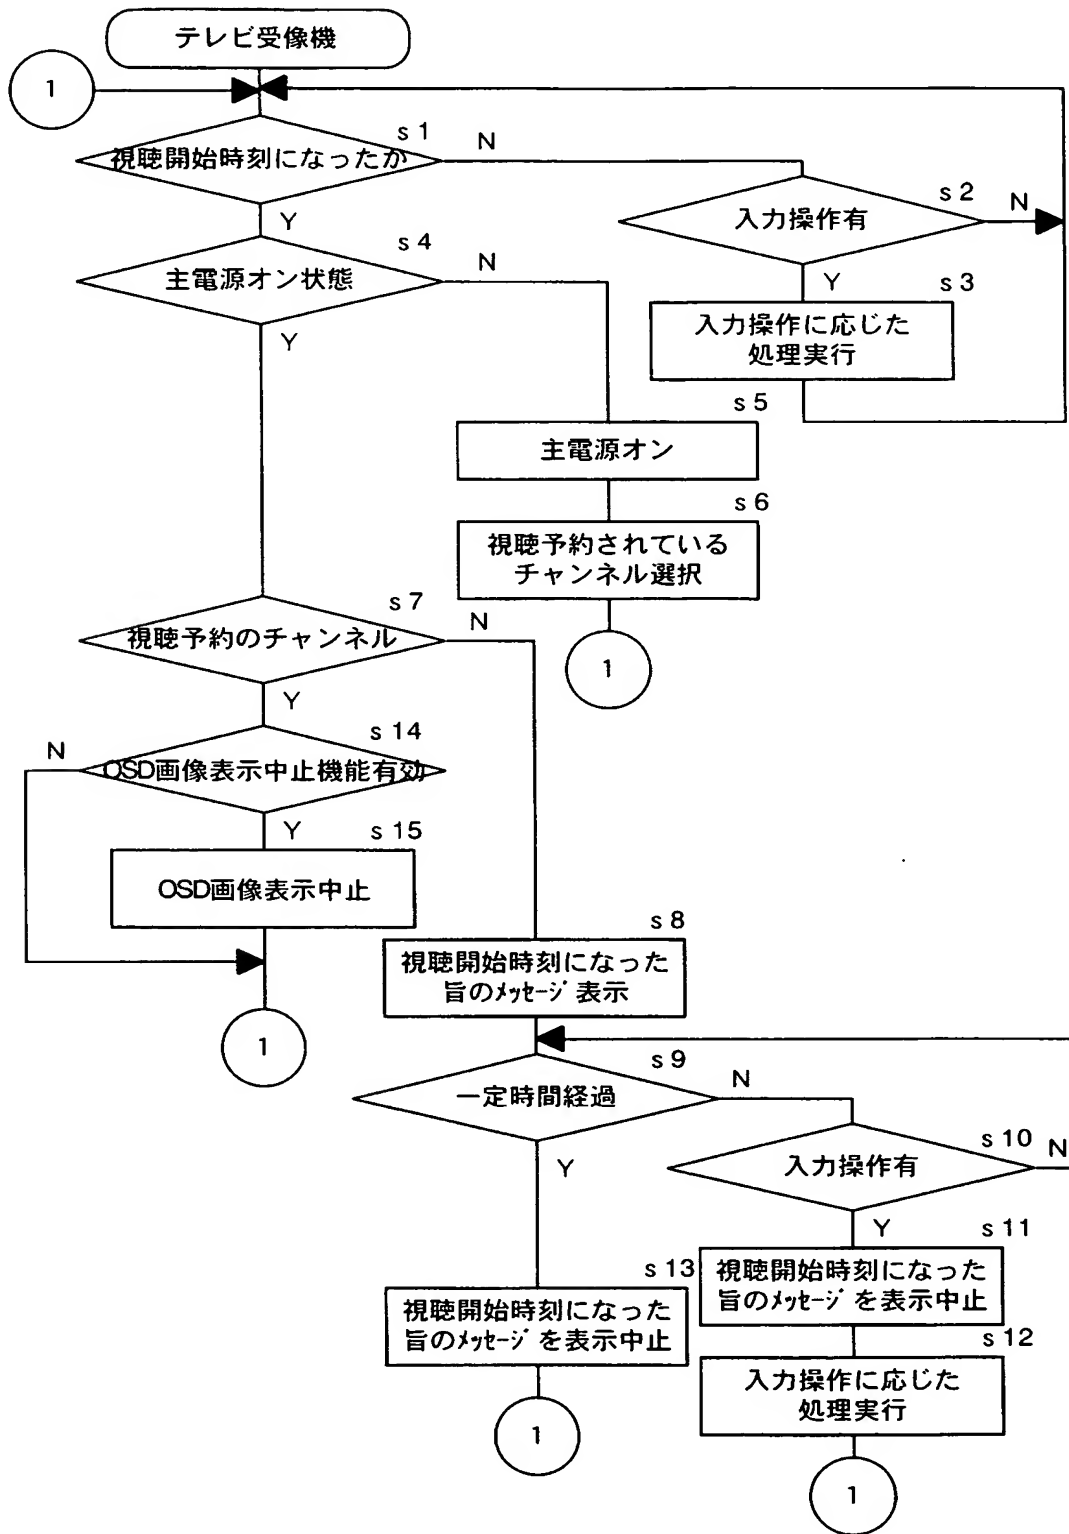 テレビ受像機
1
s 1
視聴開始時刻になったか
N
Y
s 2
入力操作有
N
Y
s 3
入力操作に応じた
処理実行
s 4
主電源オン状態
N
Y
s 5
主電源オン
s 6
視聴予約されている
チャンネル選択
1
s 7
視聴予約のチャンネル
N
Y
s 14
OSD画像表示中止機能有効
N
Y
s 15
OSD画像表示中止
1
s 8
視聴開始時刻になった
旨のﾒｯｾｰｼﾞ表示
s 9
一定時間経過
N
Y
s 10
入力操作有
N
Y
s 11
視聴開始時刻になった
旨のﾒｯｾｰｼﾞを表示中止
s 12
入力操作に応じた
処理実行
1
s 13
視聴開始時刻になった
旨のﾒｯｾｰｼﾞを表示中止
1